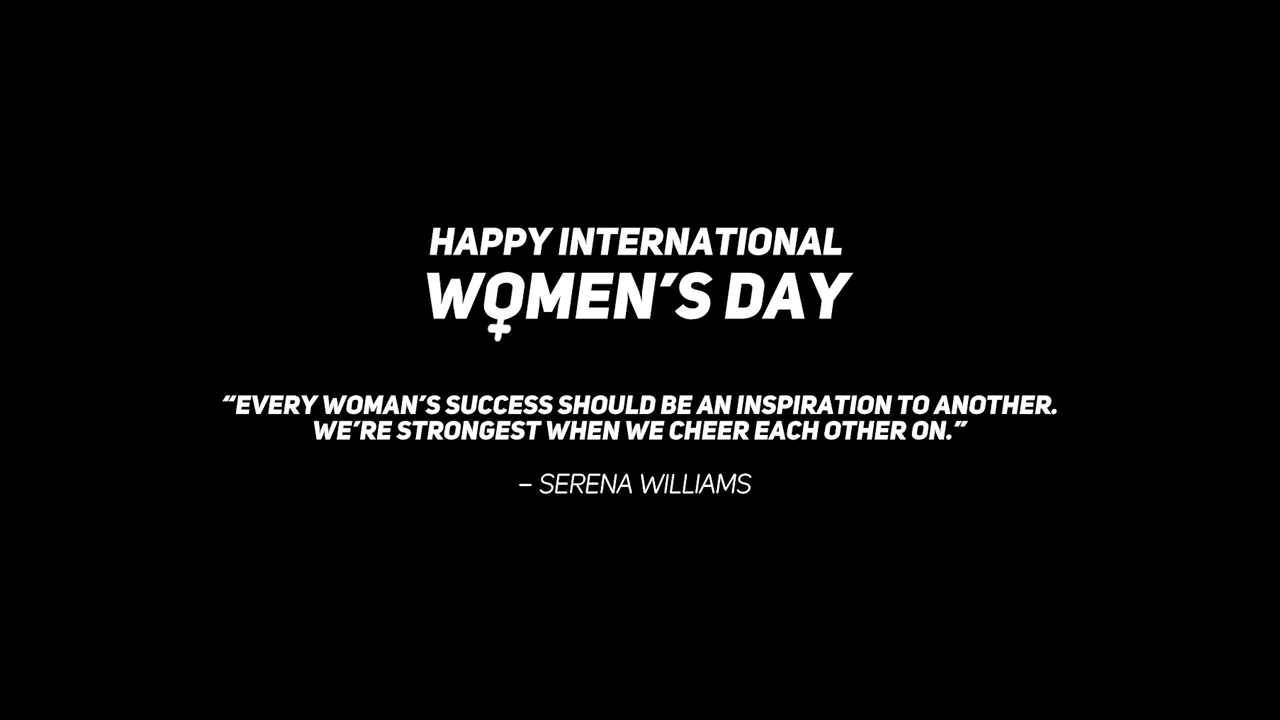 HAPPY INTERNATIONAL
WOMEN’S DAY
“EVERY WOMAN’S SUCCESS SHOULD BE AN INSPIRATION TO ANOTHER.
WE’RE STRONGEST WHEN WE CHEER EACH OTHER ON.”
– SERENA WILLIAMS